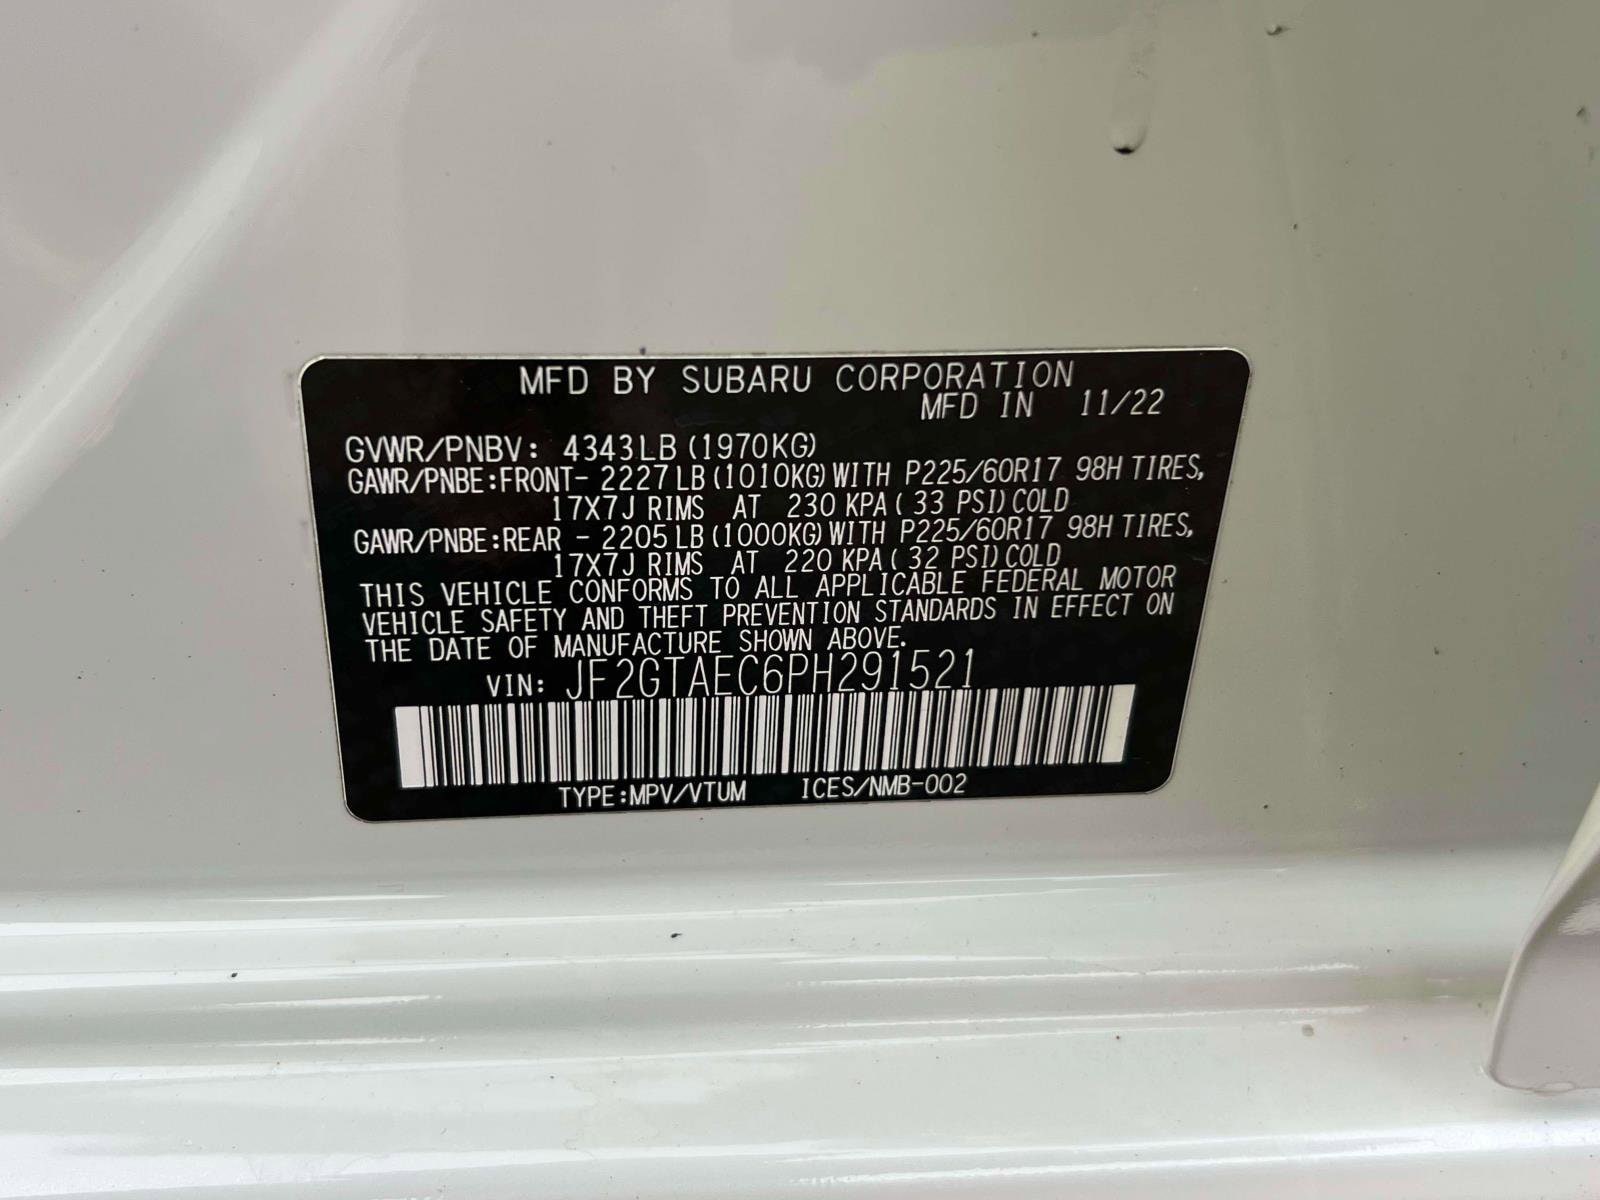 MFD BY SUBARU CORPORATION
MFD IN 11/22
GVWR/PNBV: 4343LB(1970KG)
GAWR/PNBE:FRONT- 2227LB(1010KG)WITH P225/60R17 98H TIRES,
17X7J RIMS AT 230 KPA( 33 PSI)COLD
GAWR/PNBE:REAR - 2205LB(1000KG)WITH P225/60R17 98H TIRES,
17X7J RIMS AT 220 KPA( 32 PSI)COLD
THIS VEHICLE CONFORMS TO ALL APPLICABLE FEDERAL MOTOR
VEHICLE SAFETY AND THEFT PREVENTION STANDARDS IN EFFECT ON
THE DATE OF MANUFACTURE SHOWN ABOVE.
VIN: JF2GTAEC6PH291521
TYPE:MPV/VTUM ICES/NMB-002